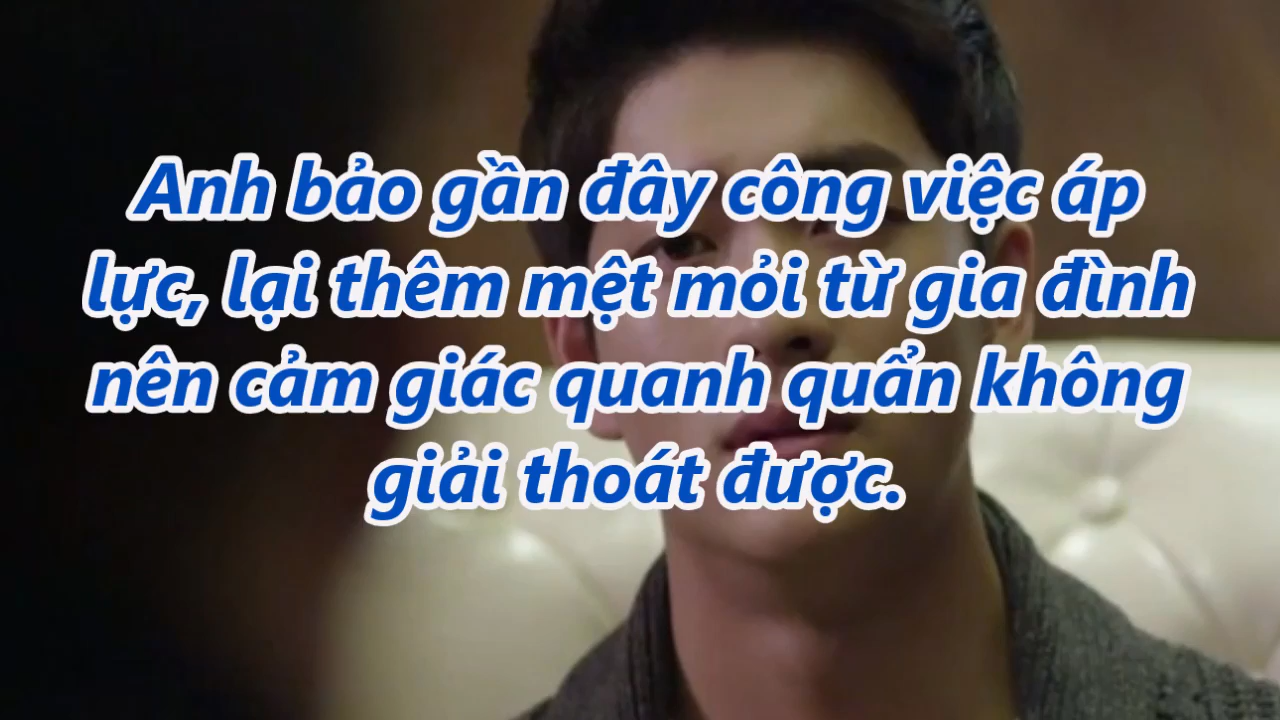 Anh bảo gần đây công việc áp
lực, lại thêm mệt mỏi từ gia đình
nên cảm giác quanh quẩn không
giải thoát được.